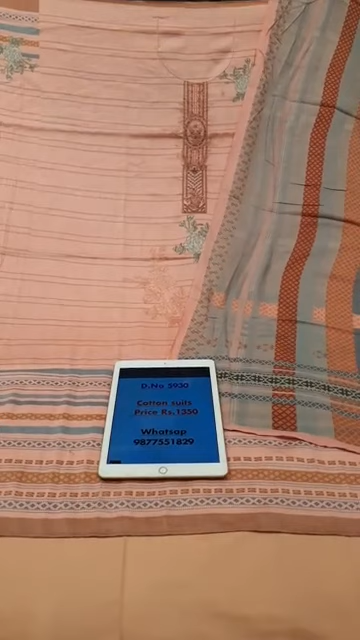 D.No 5930
Cotton suits
Price Rs.1350
Whatsap
9877551829